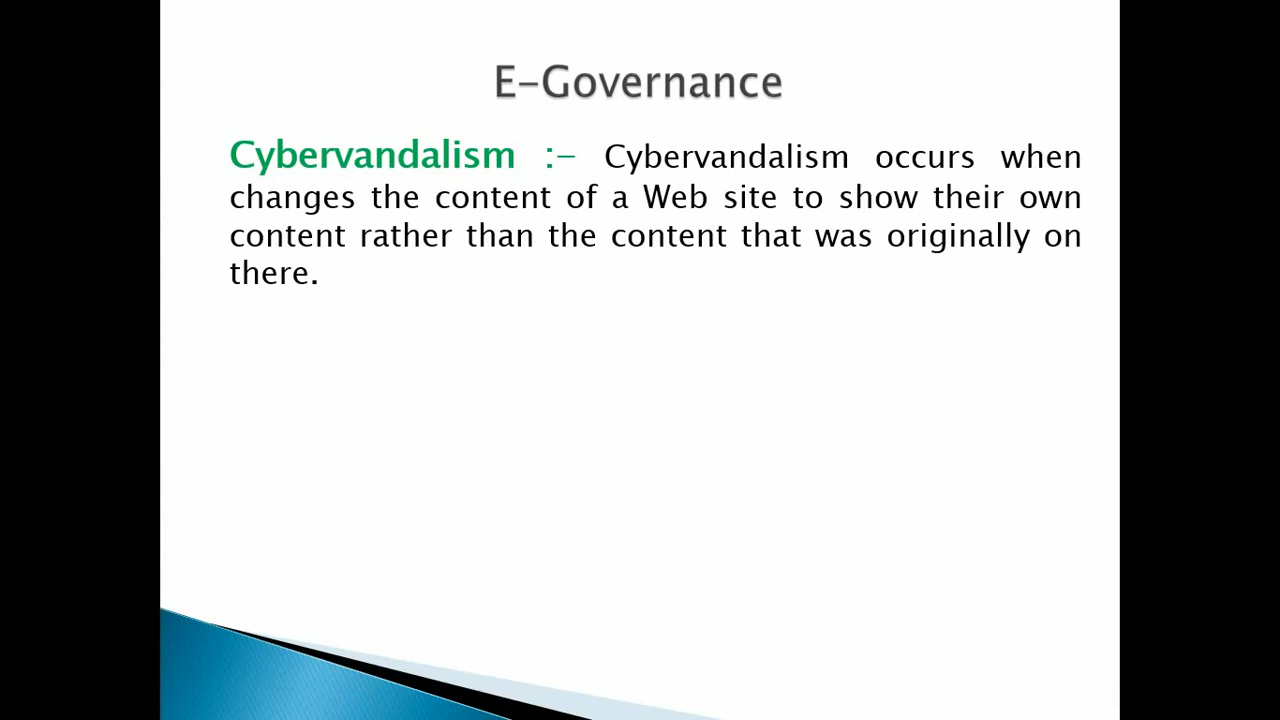 E-Governance
Cybervandalism :- Cybervandalism occurs when
changes the content of a Web site to show their own
content rather than the content that was originally on
there.